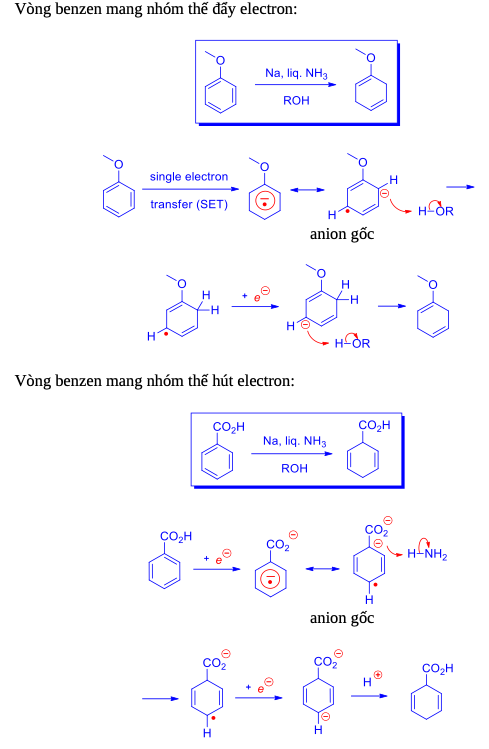 Vòng benzen mang nhóm thế đẩy electron:
O
O
Na, liq. NH3
ROH
O
O
O
H
single electron
transfer (SET)
H
H–OR
anion gốc
O
O
O
H
H
H
H
+ e⊖
H
H
H–OR
Vòng benzen mang nhóm thế hút electron:
CO2H
CO2H
Na, liq. NH3
ROH
CO2H
CO2⊖
CO2⊖
+ e⊖
H–NH2
H
anion gốc
CO2⊖
CO2⊖
CO2H
+ e⊖
H⊕
H
H